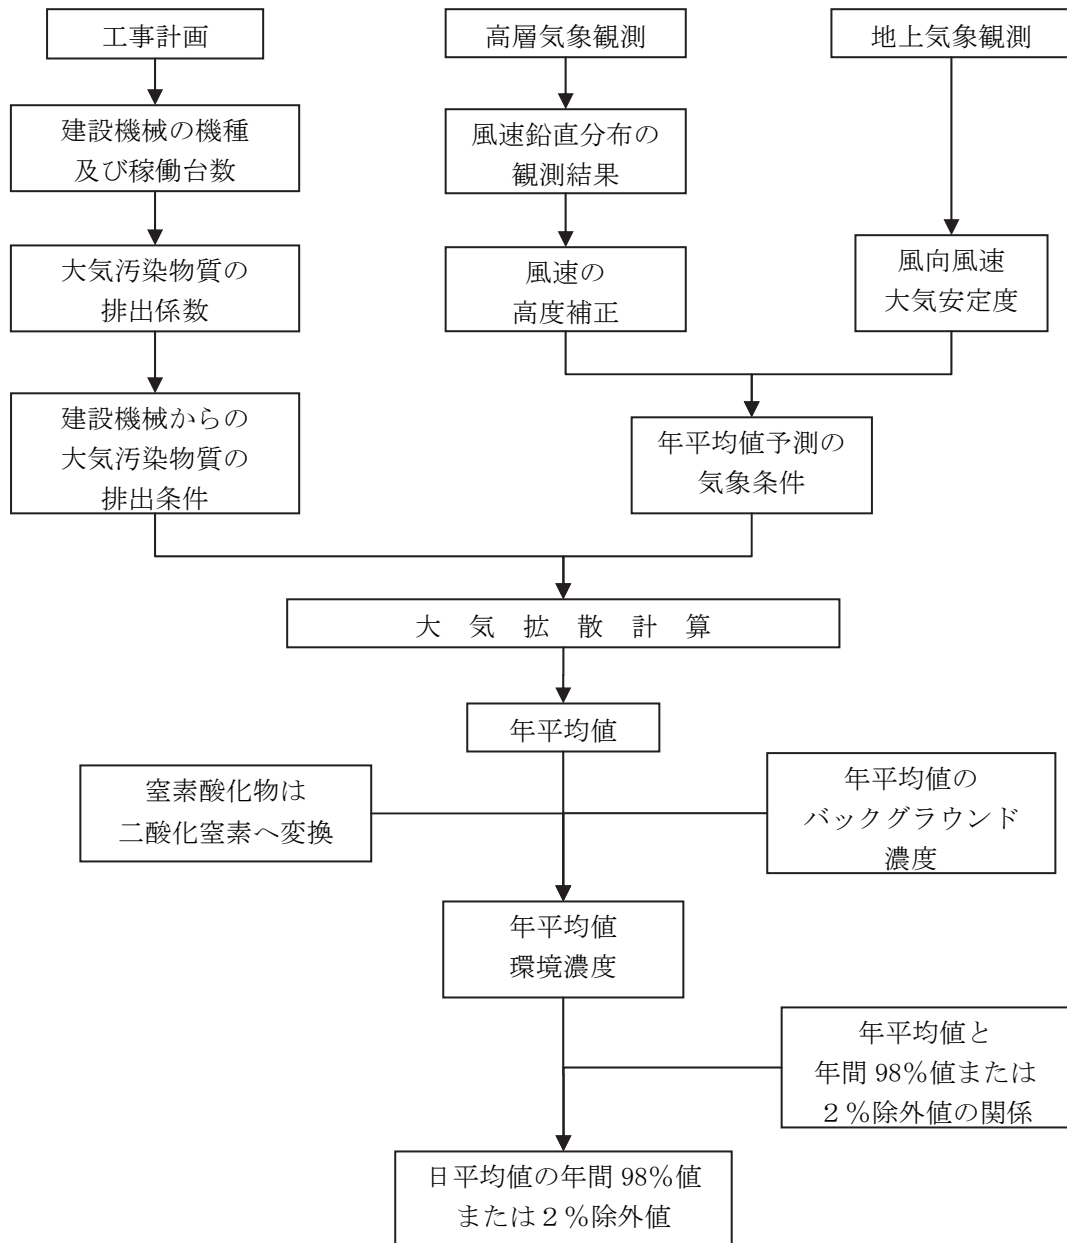 工事計画
高層気象観測
地上気象観測
建設機械の機種
及び稼働台数
風速鉛直分布の
観測結果
大気汚染物質の
排出係数
風速の
高度補正
風向風速
大気安定度
建設機械からの
大気汚染物質の
排出条件
年平均値予測の
気象条件
大 気 拡 散 計 算
年平均値
窒素酸化物は
二酸化窒素へ変換
年平均値の
バックグラウンド
濃度
年平均値
環境濃度
年平均値と
年間 98%値または
２%除外値の関係
日平均値の年間 98%値
または２%除外値